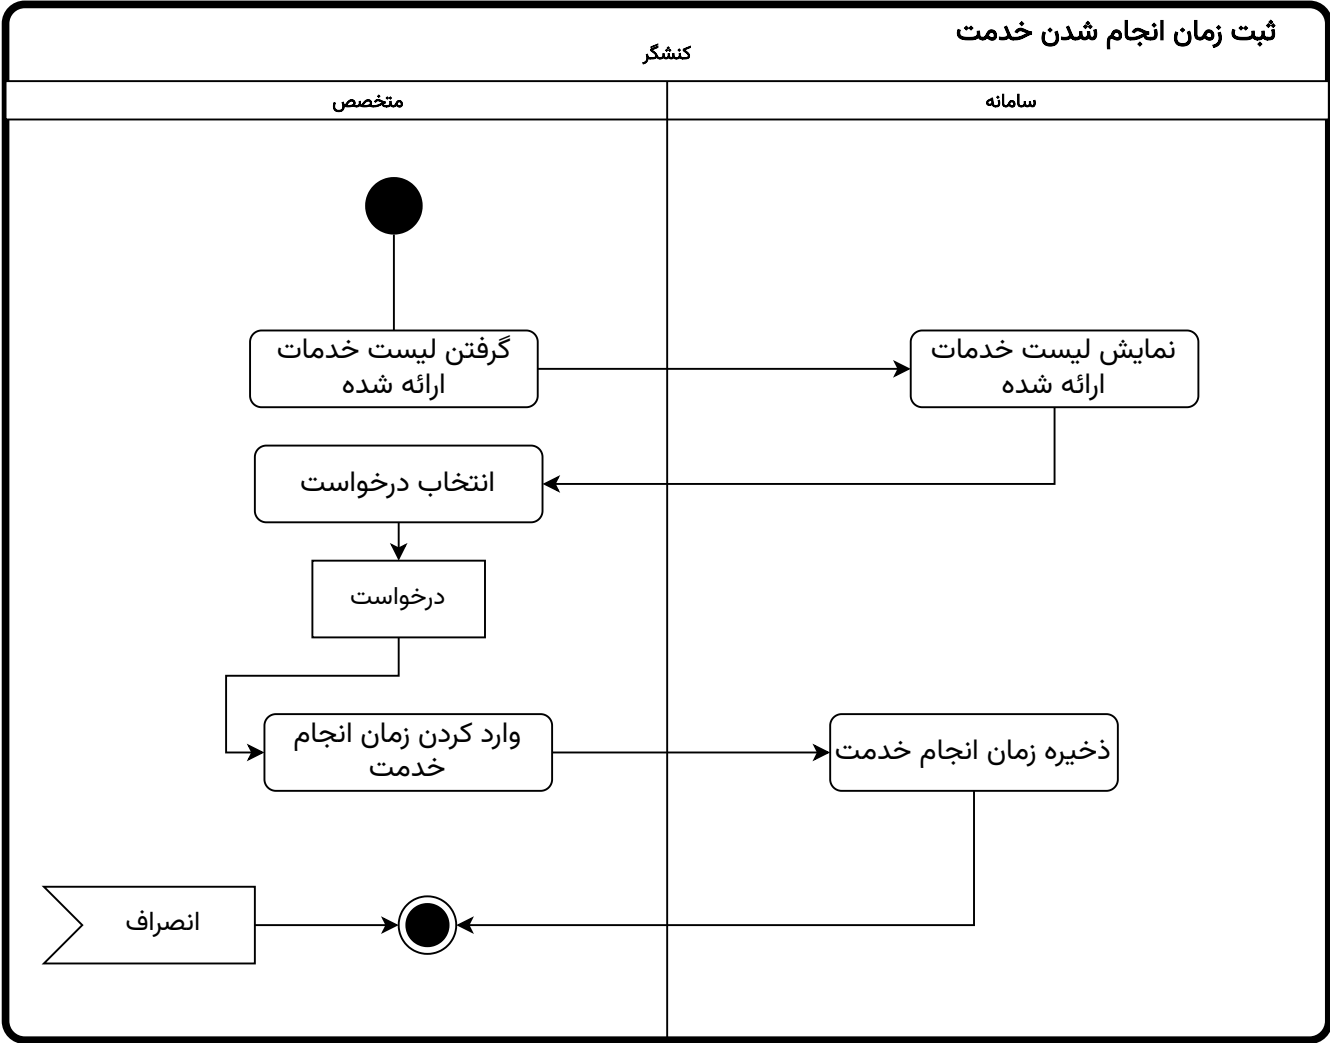 ثبت زمان انجام شدن خدمت
کنشگر
متخصص
سامانه
گرفتن لیست خدمات
ارائه شده
نمایش لیست خدمات
ارائه شده
انتخاب درخواست
درخواست
وارد کردن زمان انجام
خدمت
ذخیره زمان انجام خدمت
انصراف